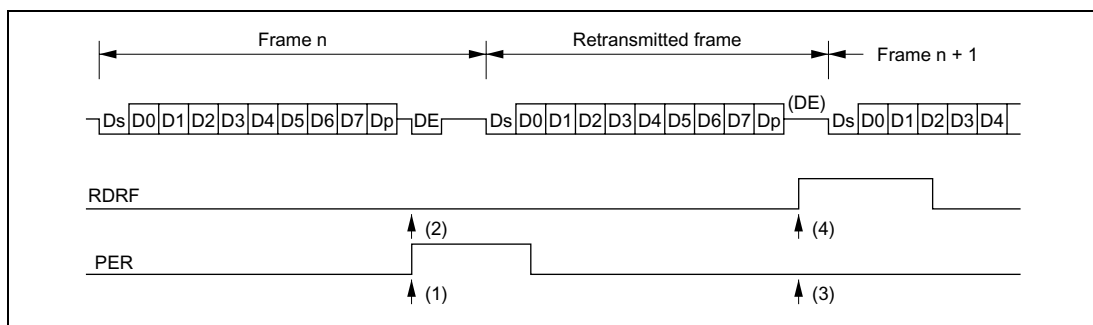 Frame n Retransmitted frame Frame n + 1
(DE)
Ds D0 D1 D2 D3 D4 D5 D6 D7 Dp DE Ds D0 D1 D2 D3 D4 D5 D6 D7 Dp Ds D0 D1 D2 D3 D4
RDRF
(2) (4)
PER
(1) (3)